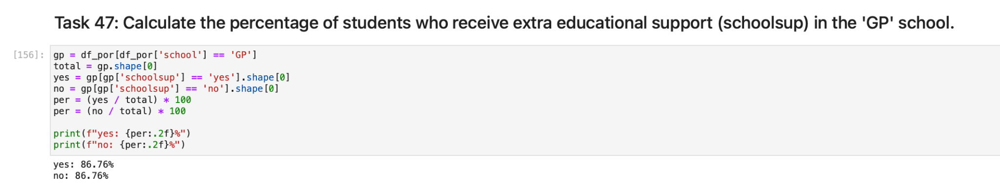 Task 47: Calculate the percentage of students who receive extra educational support (schoolsup) in the 'GP' school.
[156]:
gp = df_por[df_por['school'] == 'GP']
total = gp.shape[0]
yes = gp[gp['schoolsup'] == 'yes'].shape[0]
no = gp[gp['schoolsup'] == 'no'].shape[0]
per = (yes / total) * 100
per = (no / total) * 100
print(f"yes: {per:.2f}%")
print(f"no: {per:.2f}%")
yes: 86.76%
no: 86.76%